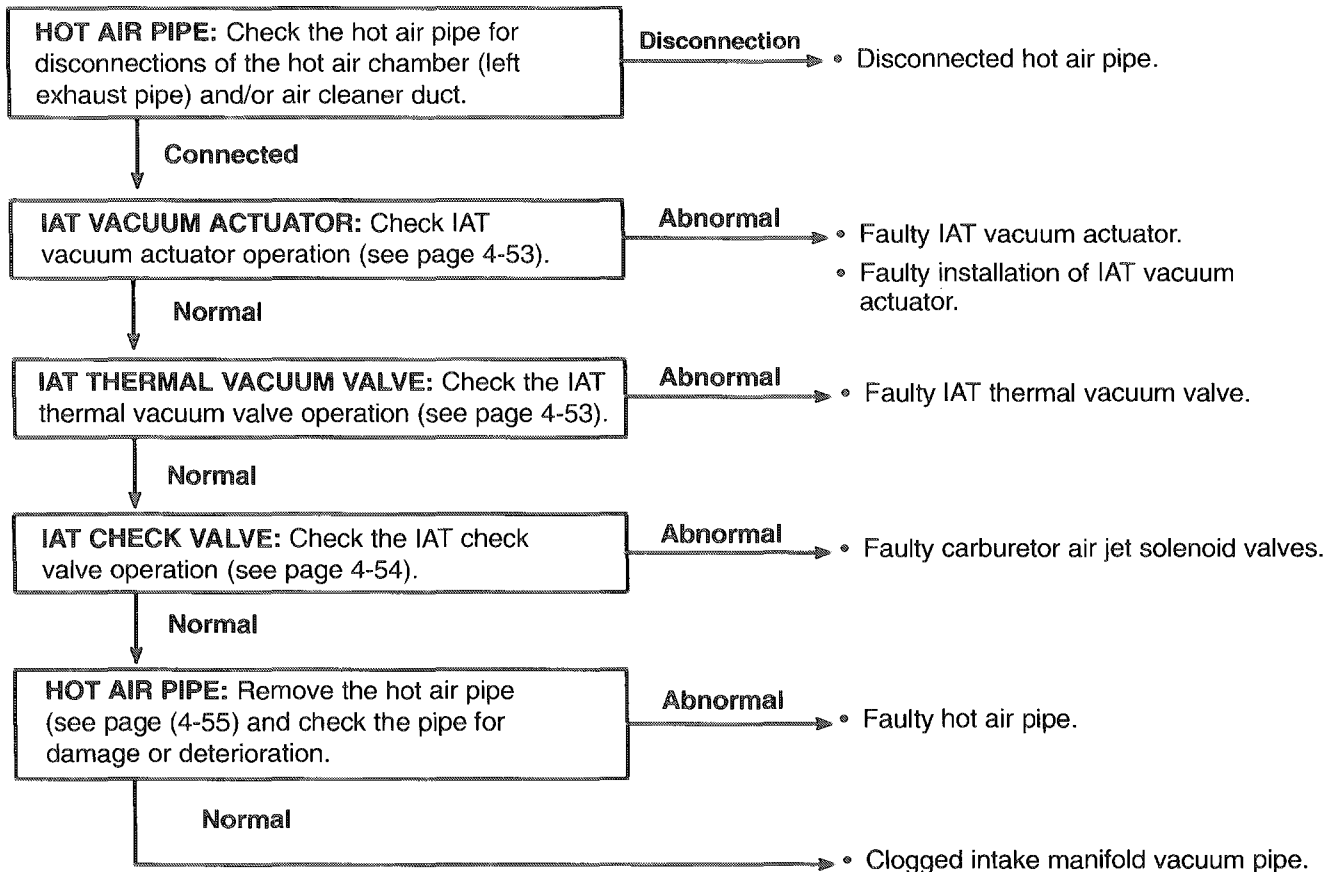 HOT AIR PIPE: Check the hot air pipe for
disconnections of the hot air chamber (left
exhaust pipe) and/or air cleaner duct.
Disconnection
• Disconnected hot air pipe.
Connected
IAT VACUUM ACTUATOR: Check IAT
vacuum actuator operation (see page 4-53).
Abnormal
• Faulty IAT vacuum actuator.
• Faulty installation of IAT vacuum
actuator.
Normal
IAT THERMAL VACUUM VALVE: Check the IAT
thermal vacuum valve operation (see page 4-53).
Abnormal
• Faulty IAT thermal vacuum valve.
Normal
IAT CHECK VALVE: Check the IAT check
valve operation (see page 4-54).
Abnormal
• Faulty carburetor air jet solenoid valves.
Normal
HOT AIR PIPE: Remove the hot air pipe
(see page (4-55) and check the pipe for
damage or deterioration.
Abnormal
• Faulty hot air pipe.
Normal
• Clogged intake manifold vacuum pipe.